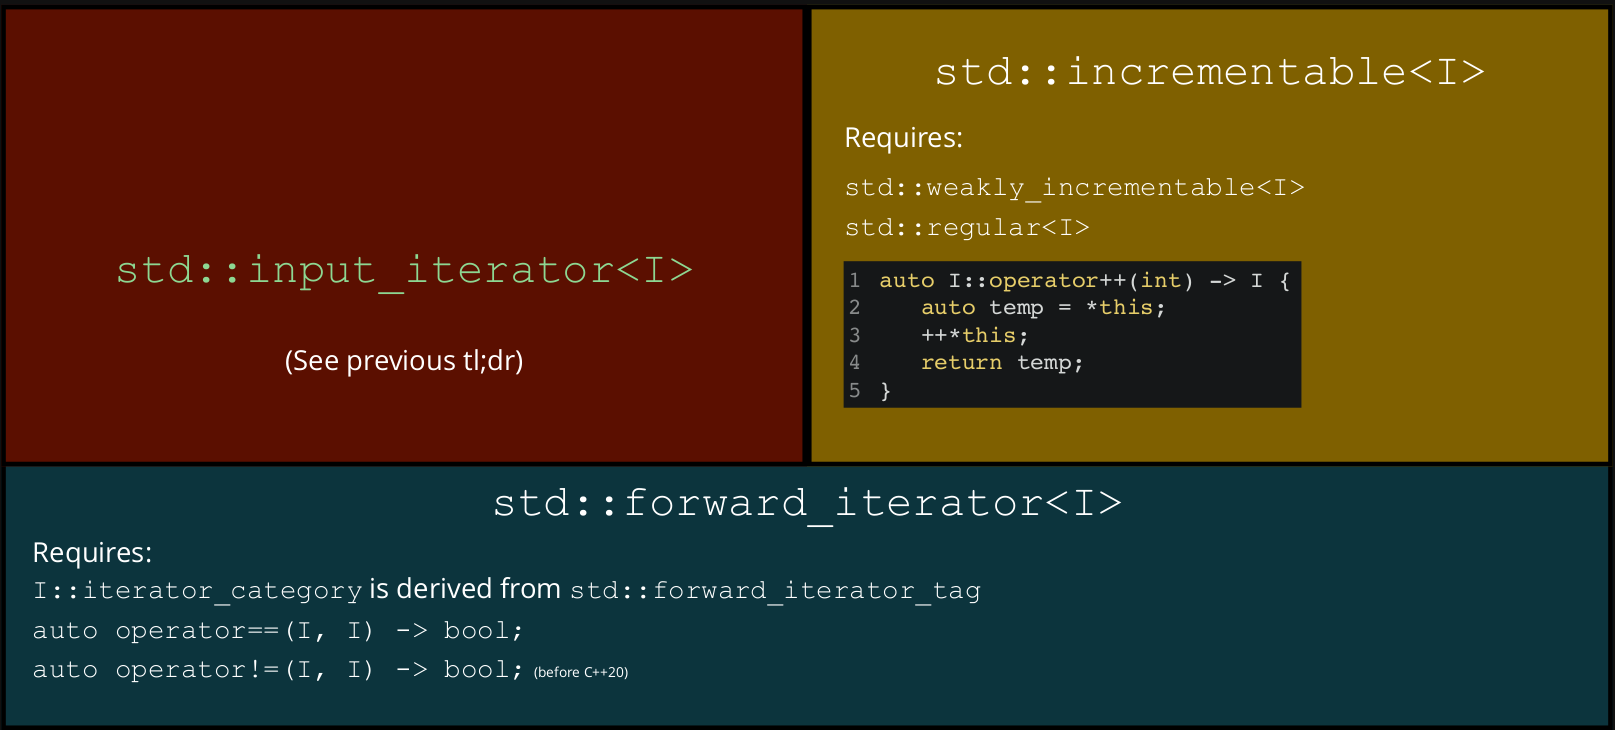 std::input_iterator<I>
(See previous tl;dr)
std::incrementable<I>
Requires:
std::weakly_incrementable<I>
std::regular<I>
1 auto I::operator++(int) -> I {
2    auto temp = *this;
3    ++*this;
4    return temp;
5 }
std::forward_iterator<I>
Requires:
I::iterator_category is derived from std::forward_iterator_tag
auto operator==(I, I) -> bool;
auto operator!=(I, I) -> bool; (before C++20)